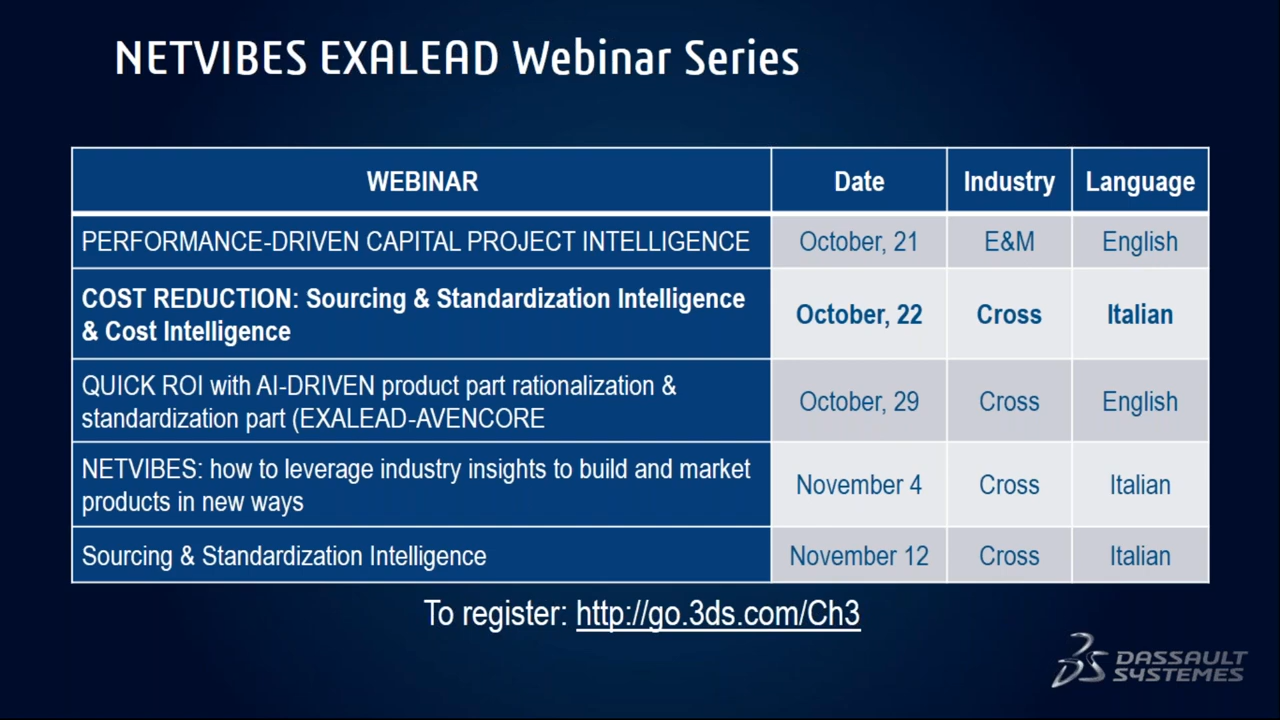 NETVIBES EXALEAD Webinar Series
WEBINAR Date Industry Language
PERFORMANCE-DRIVEN CAPITAL PROJECT INTELLIGENCE October, 21 E&M English
COST REDUCTION: Sourcing & Standardization Intelligence
& Cost Intelligence October, 22 Cross Italian
QUICK ROI with AI-DRIVEN product part rationalization &
standardization part (EXALEAD-AVENCORE October, 29 Cross English
NETVIBES: how to leverage industry insights to build and market
products in new ways November 4 Cross Italian
Sourcing & Standardization Intelligence November 12 Cross Italian
To register: http://go.3ds.com/Ch3
DASSAULT
SYSTEMES